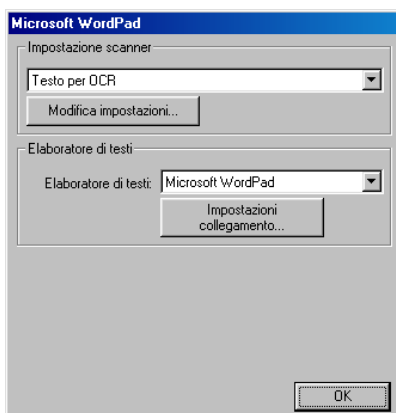 Microsoft WordPad
Impostazione scanner
Testo per OCR
Modifica impostazioni...
Elaboratore di testi
Elaboratore di testi: Microsoft WordPad
Impostazioni
collegamento...
OK